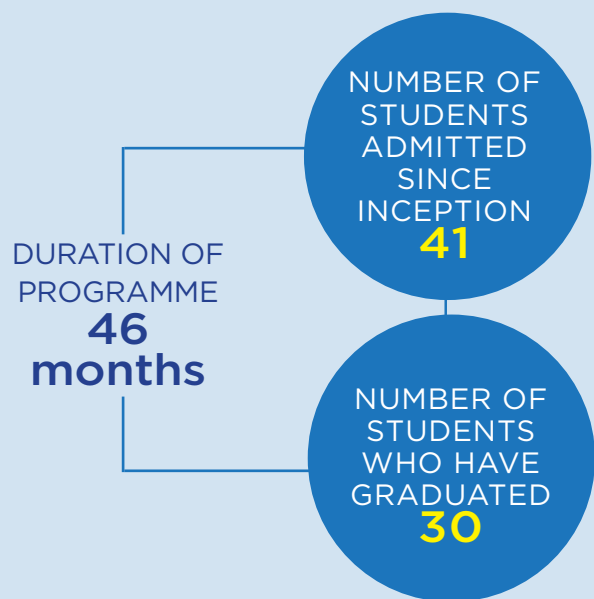 NUMBER OF
STUDENTS
ADMITTED
SINCE
INCEPTION
41
DURATION OF
PROGRAMME
46
months
NUMBER OF
STUDENTS
WHO HAVE
GRADUATED
30